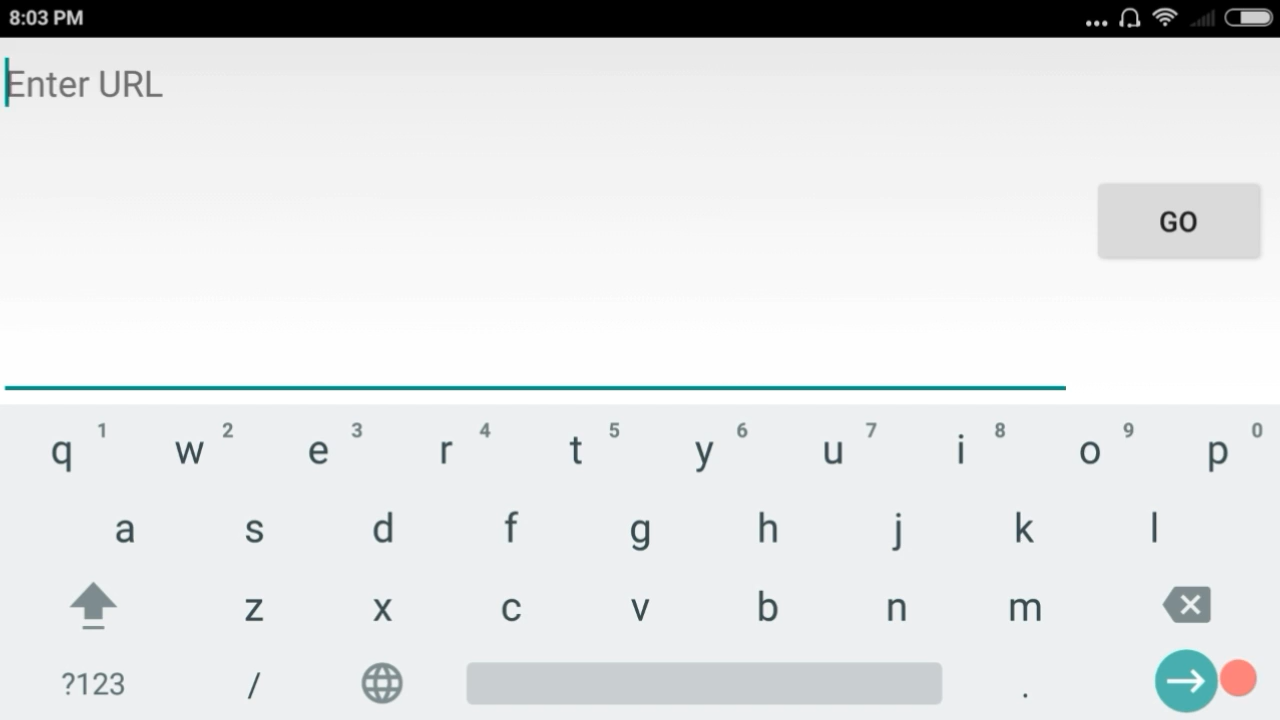 8:03 PM
Enter URL
GO
q 1 w 2 e 3 r 4 t 5 y 6 u 7 i 8 o 9 p 0
a s d f g h j k l
z x c v b n m
?123 / .